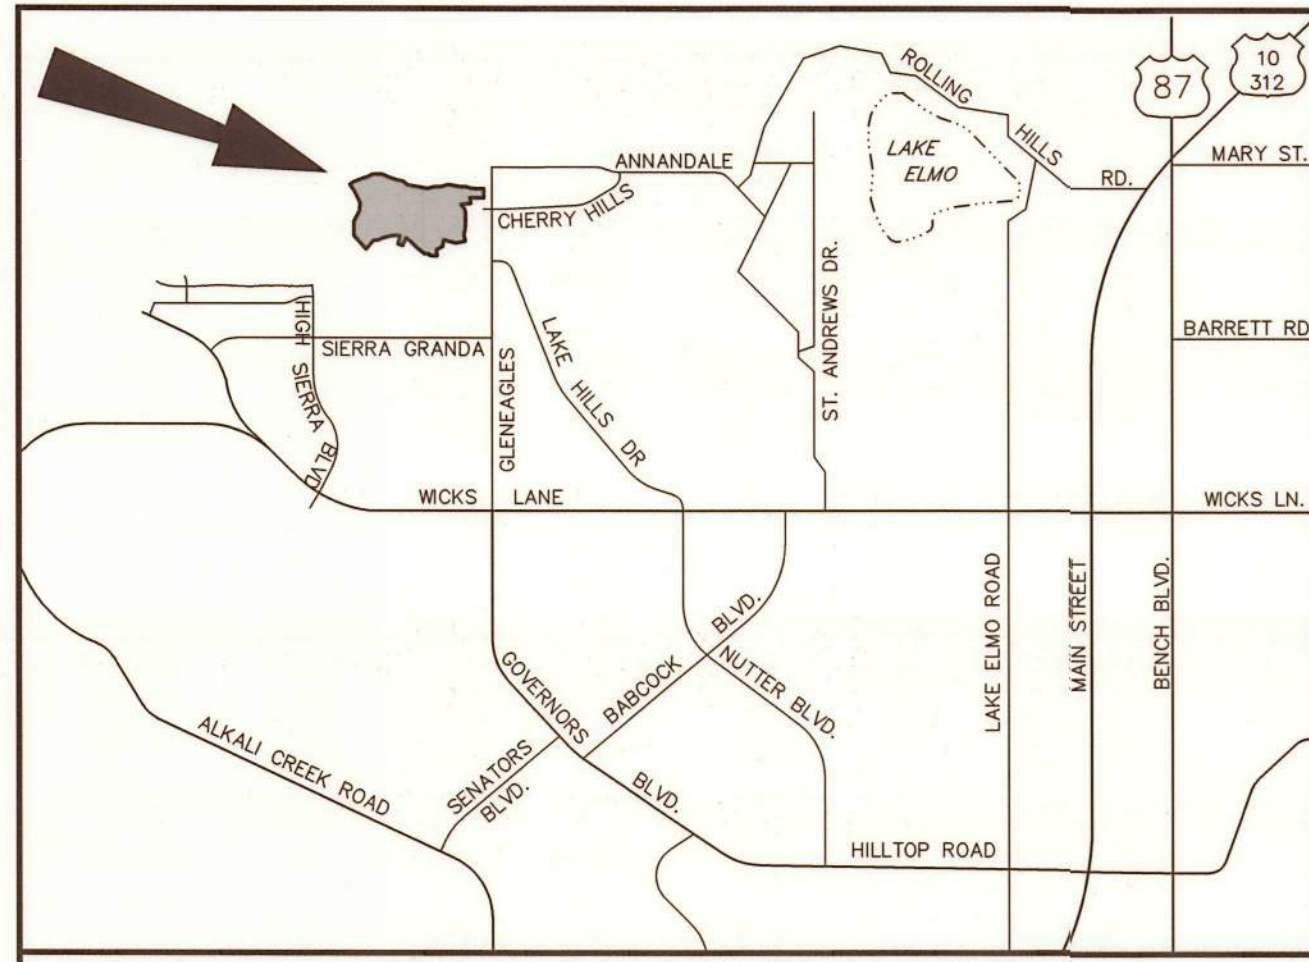 ROLLING
HILLS
RD.
87
10
312
MARY ST.
LAKE
ELMO
ANNANDALE
CHERRY HILLS
ST. ANDREWS DR.
BARRETT RD
HIGH SIERRA BLVD
SIERRA GRANDA
GLENEAGLES
LAKE HILLS DR
WICKS LANE
WICKS LN.
LAKE ELMO ROAD
MAIN STREET
BENCH BLVD.
GOVERNORS
BLVD.
BABCOCK BLVD.
NUTTER BLVD.
SENATORS
BLVD.
ALKALI CREEK ROAD
HILLTOP ROAD